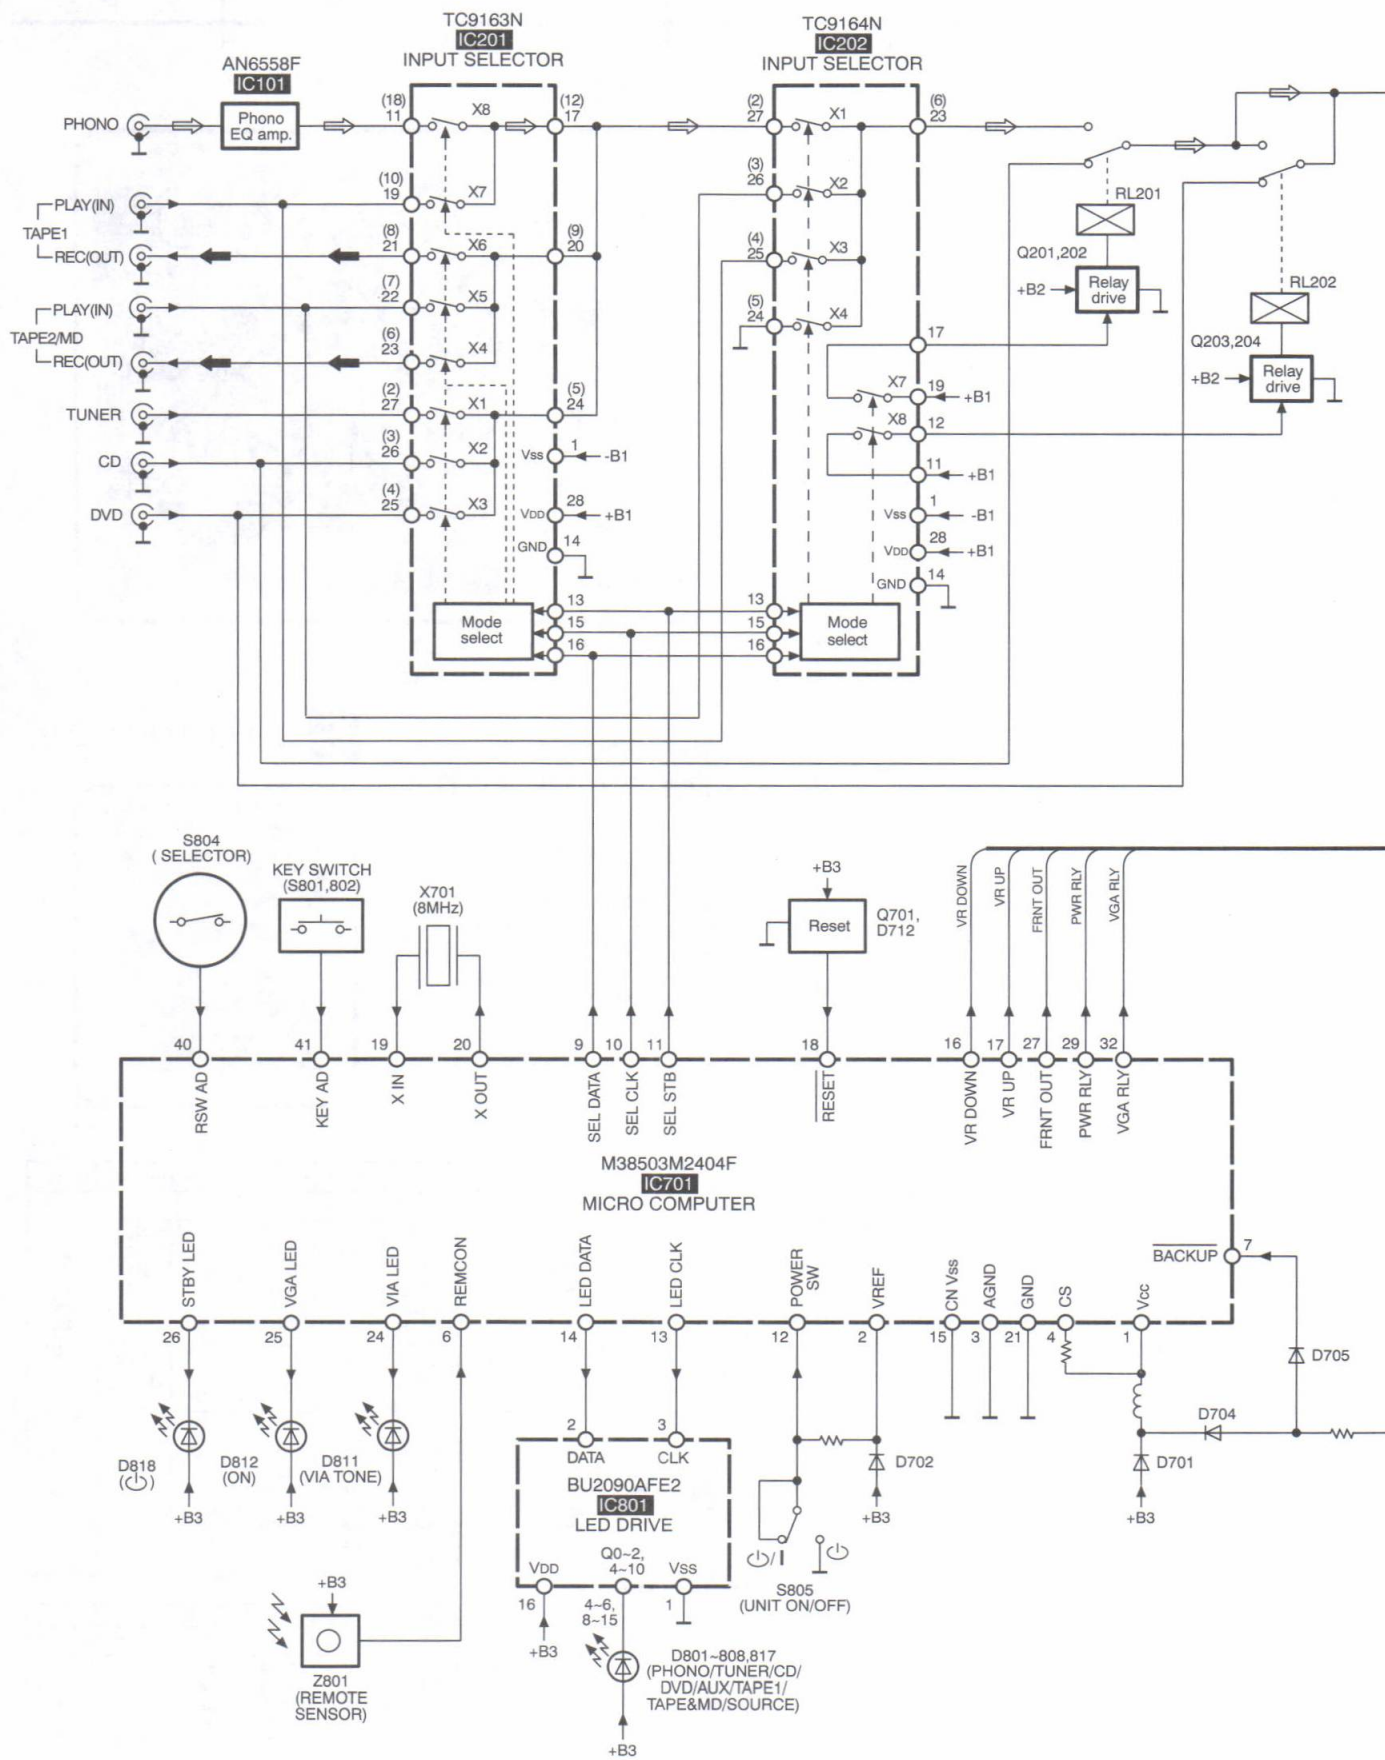 TC9163N
IC201
INPUT SELECTOR
TC9164N
IC202
INPUT SELECTOR
AN6558F
IC101
Phono
EQ amp.
PHONO
PLAY(IN)
TAPE1
REC(OUT)
PLAY(IN)
TAPE2/MD
REC(OUT)
TUNER
CD
DVD
(18)
11
X8
(12)
17
(10)
19
X7
(8)
21
X6
(9)
20
(7)
22
X5
(6)
23
X4
(2)
27
X1
(5)
24
(3)
26
X2
Vss
1
-B1
(4)
25
X3
VDD
28
+B1
GND
14
Mode
select
13
15
16
(2)
27
X1
(6)
23
(3)
26
X2
(4)
25
X3
(5)
24
X4
17
X7
19
+B1
X8
12
11
+B1
Vss
1
-B1
VDD
28
+B1
GND
14
13
15
16
Mode
select
RL201
Q201,202
+B2
Relay
drive
RL202
Q203,204
+B2
Relay
drive
S804
( SELECTOR)
KEY SWITCH
(S801,802)
X701
(8MHz)
+B3
Reset
Q701,
D712
VR DOWN
VR UP
FRNT OUT
PWR RLY
VGA RLY
40
41
19
20
9
10
11
18
16
17
27
29
32
RSW AD
KEY AD
X IN
X OUT
SEL DATA
SEL CLK
SEL STB
RESET
VR DOWN
VR UP
FRNT OUT
PWR RLY
VGA RLY
M38503M2404F
IC701
MICRO COMPUTER
BACKUP
7
STBY LED
VGA LED
VIA LED
REMCON
LED DATA
LED CLK
POWER
SW
VREF
CN Vss
AGND
GND
CS
Vcc
26
25
24
6
14
13
12
2
15
3
21
4
1
D705
D704
D701
+B3
D702
+B3
D818
(⏻)
+B3
D812
(ON)
+B3
D811
(VIA TONE)
+B3
2
3
DATA
CLK
BU2090AFE2
IC801
LED DRIVE
VDD
Q0~2,
4~10
VSS
16
4~6,
8~15
1
+B3
⏻/I
⏻
S805
(UNIT ON/OFF)
+B3
Z801
(REMOTE
SENSOR)
D801~808,817
(PHONO/TUNER/CD/
DVD/AUX/TAPE1/
TAPE&MD/SOURCE)
+B3